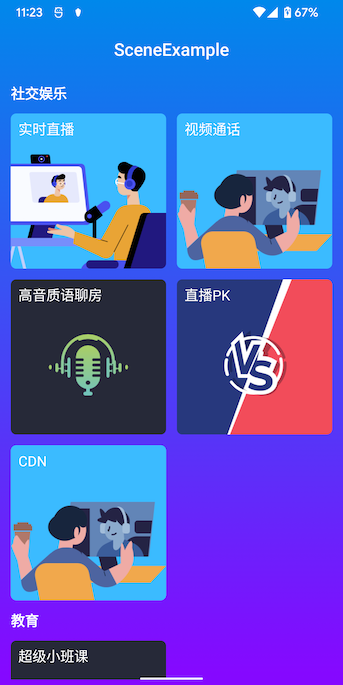 11:23
67%
SceneExample
社交娱乐
实时直播
视频通话
高音质语聊房
直播PK
VS
CDN
教育
超级小班课